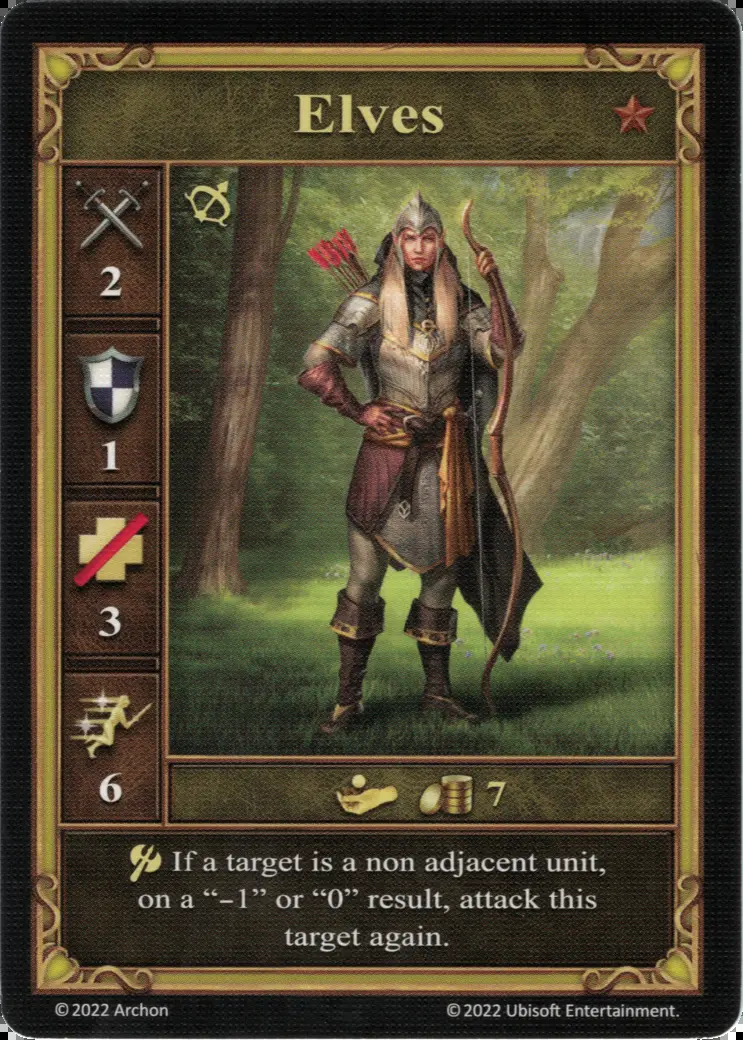 Elves
2
1
3
6
7
If a target is a non adjacent unit,
on a “–1” or “0” result, attack this
target again.
©2022 Archon
©2022 Ubisoft Entertainment.